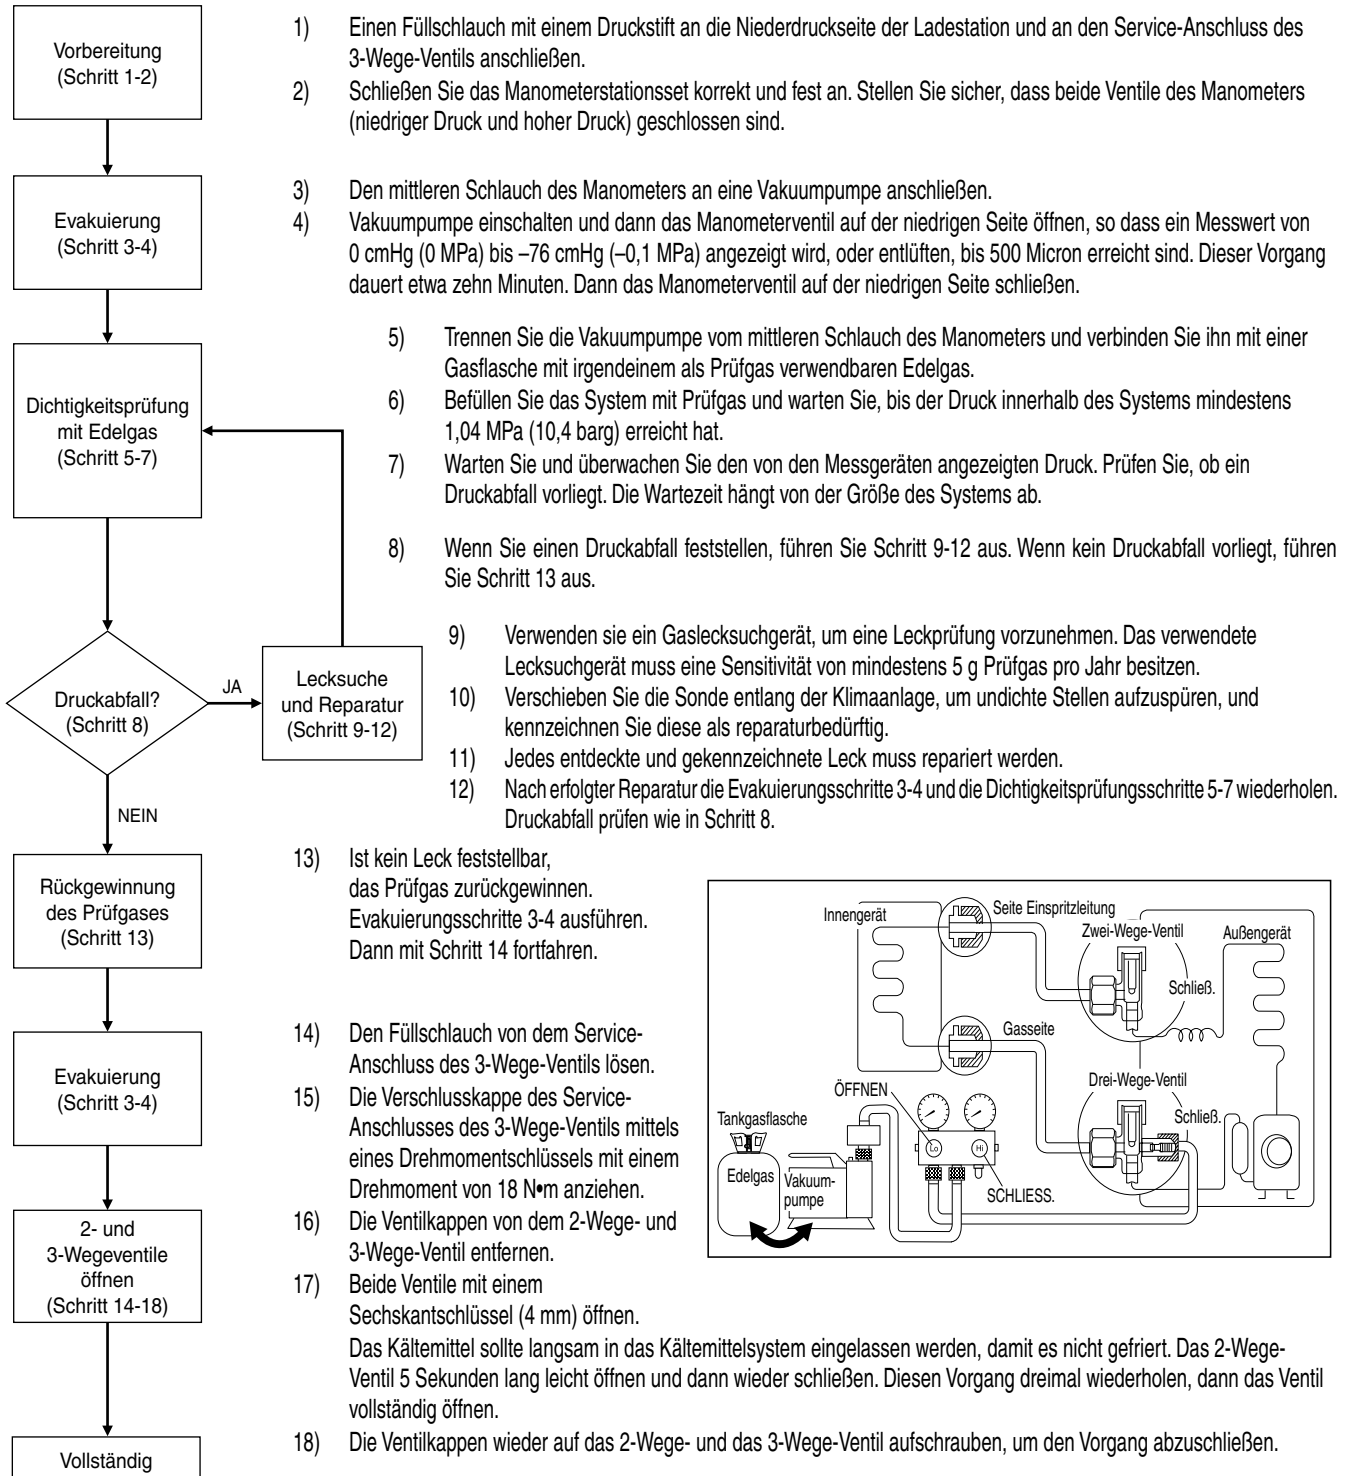 Vorbereitung
(Schritt 1-2)
1) Einen Füllschlauch mit einem Druckstift an die Niederdruckseite der Ladestation und an den Service-Anschluss des
3-Wege-Ventils anschließen.
2) Schließen Sie das Manometerstationsset korrekt und fest an. Stellen Sie sicher, dass beide Ventile des Manometers
(niedriger Druck und hoher Druck) geschlossen sind.
Evakuierung
(Schritt 3-4)
3) Den mittleren Schlauch des Manometers an eine Vakuumpumpe anschließen.
4) Vakuumpumpe einschalten und dann das Manometerventil auf der niedrigen Seite öffnen, so dass ein Messwert von
0 cmHg (0 MPa) bis –76 cmHg (–0,1 MPa) angezeigt wird, oder entlüften, bis 500 Micron erreicht sind. Dieser Vorgang
dauert etwa zehn Minuten. Dann das Manometerventil auf der niedrigen Seite schließen.
Dichtigkeitsprüfung
mit Edelgas
(Schritt 5-7)
5) Trennen Sie die Vakuumpumpe vom mittleren Schlauch des Manometers und verbinden Sie ihn mit einer
Gasflasche mit irgendeinem als Prüfgas verwendbaren Edelgas.
6) Befüllen Sie das System mit Prüfgas und warten Sie, bis der Druck innerhalb des Systems mindestens
1,04 MPa (10,4 barg) erreicht hat.
7) Warten Sie und überwachen Sie den von den Messgeräten angezeigten Druck. Prüfen Sie, ob ein
Druckabfall vorliegt. Die Wartezeit hängt von der Größe des Systems ab.
8) Wenn Sie einen Druckabfall feststellen, führen Sie Schritt 9-12 aus. Wenn kein Druckabfall vorliegt, führen
Sie Schritt 13 aus.
Druckabfall?
(Schritt 8)
JA
NEIN
Lecksuche
und Reparatur
(Schritt 9-12)
9) Verwenden sie ein Gaslecksuchgerät, um eine Leckprüfung vorzunehmen. Das verwendete
Lecksuchgerät muss eine Sensitivität von mindestens 5 g Prüfgas pro Jahr besitzen.
10) Verschieben Sie die Sonde entlang der Klimaanlage, um undichte Stellen aufzuspüren, und
kennzeichnen Sie diese als reparaturbedürftig.
11) Jedes entdeckte und gekennzeichnete Leck muss repariert werden.
12) Nach erfolgter Reparatur die Evakuierungsschritte 3-4 und die Dichtigkeitsprüfungsschritte 5-7 wiederholen.
Druckabfall prüfen wie in Schritt 8.
Rückgewinnung
des Prüfgases
(Schritt 13)
13) Ist kein Leck feststellbar,
das Prüfgas zurückgewinnen.
Evakuierungsschritte 3-4 ausführen.
Dann mit Schritt 14 fortfahren.
Evakuierung
(Schritt 3-4)
14) Den Füllschlauch von dem Service-
Anschluss des 3-Wege-Ventils lösen.
15) Die Verschlusskappe des Service-
Anschlusses des 3-Wege-Ventils mittels
eines Drehmomentschlüssels mit einem
Drehmoment von 18 N•m anziehen.
16) Die Ventilkappen von dem 2-Wege- und
3-Wege-Ventil entfernen.
2- und
3-Wegeventile
öffnen
(Schritt 14-18)
17) Beide Ventile mit einem
Sechskantschlüssel (4 mm) öffnen.
Das Kältemittel sollte langsam in das Kältemittelsystem eingelassen werden, damit es nicht gefriert. Das 2-Wege-
Ventil 5 Sekunden lang leicht öffnen und dann wieder schließen. Diesen Vorgang dreimal wiederholen, dann das Ventil
vollständig öffnen.
18) Die Ventilkappen wieder auf das 2-Wege- und das 3-Wege-Ventil aufschrauben, um den Vorgang abzuschließen.
Vollständig
Innengerät
Seite Einspritzleitung
Zwei-Wege-Ventil
Außengerät
Schließ.
Gasseite
Drei-Wege-Ventil
Schließ.
ÖFFNEN
Tankgasflasche
Edelgas
Vakuum-
pumpe
Lo
Hi
SCHLIESS.